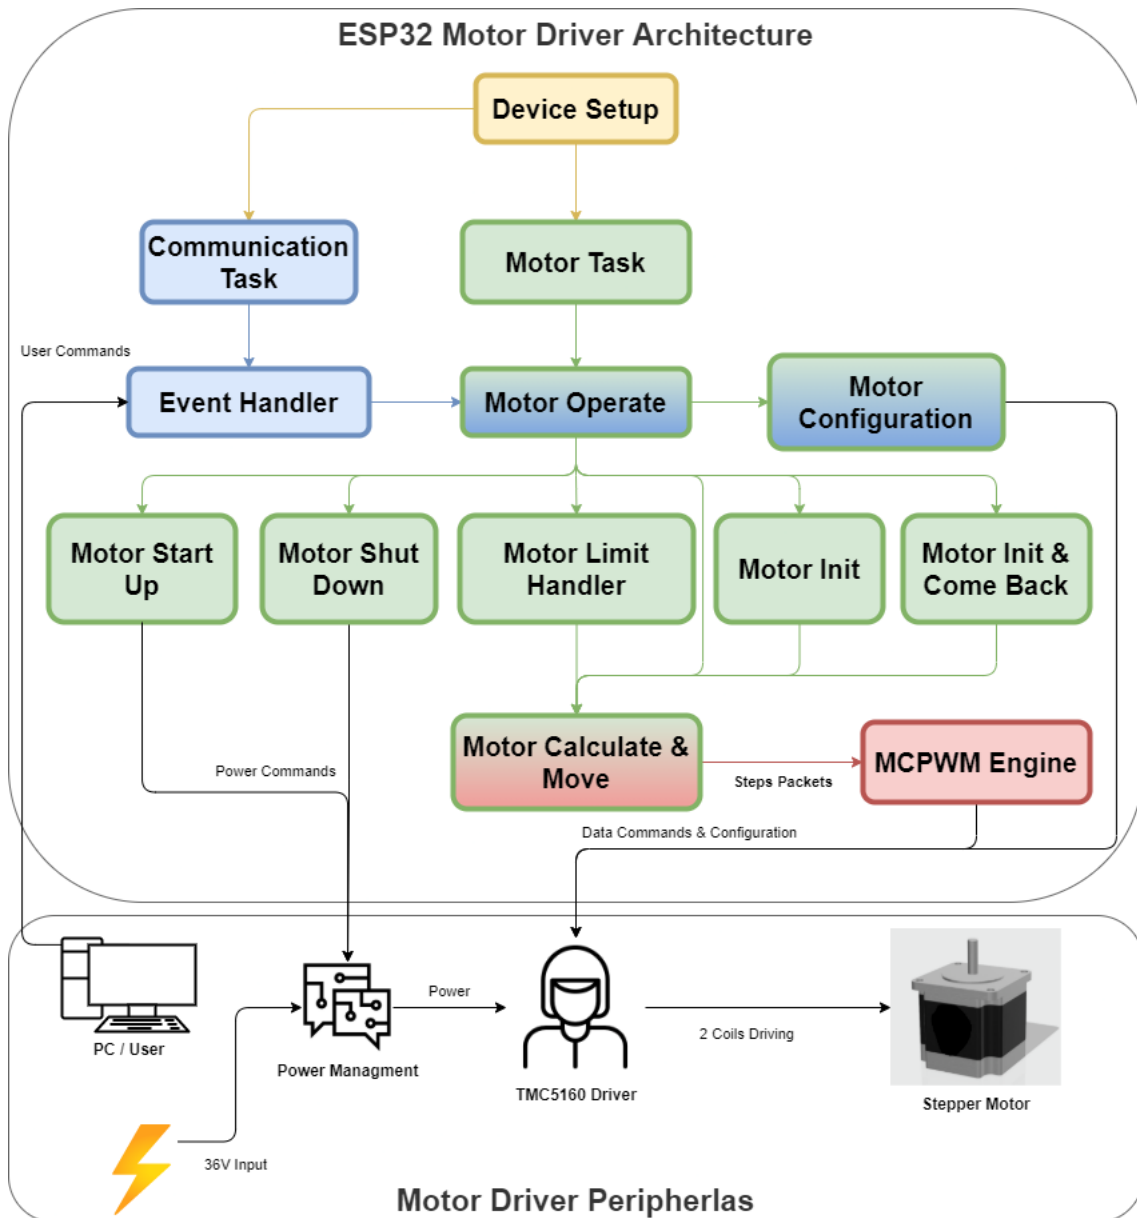 ESP32 Motor Driver Architecture
Device Setup
Communication
Task
Motor Task
User Commands
Event Handler
Motor Operate
Motor
Configuration
Motor Start
Up
Motor Shut
Down
Motor Limit
Handler
Motor Init
Motor Init &
Come Back
Motor Calculate &
Move
MCPWM Engine
Power Commands
Steps Packets
Data Commands & Configuration
Power
2 Coils Driving
PC / User
Power Managment
TMC5160 Driver
Stepper Motor
36V Input
Motor Driver Peripherlas